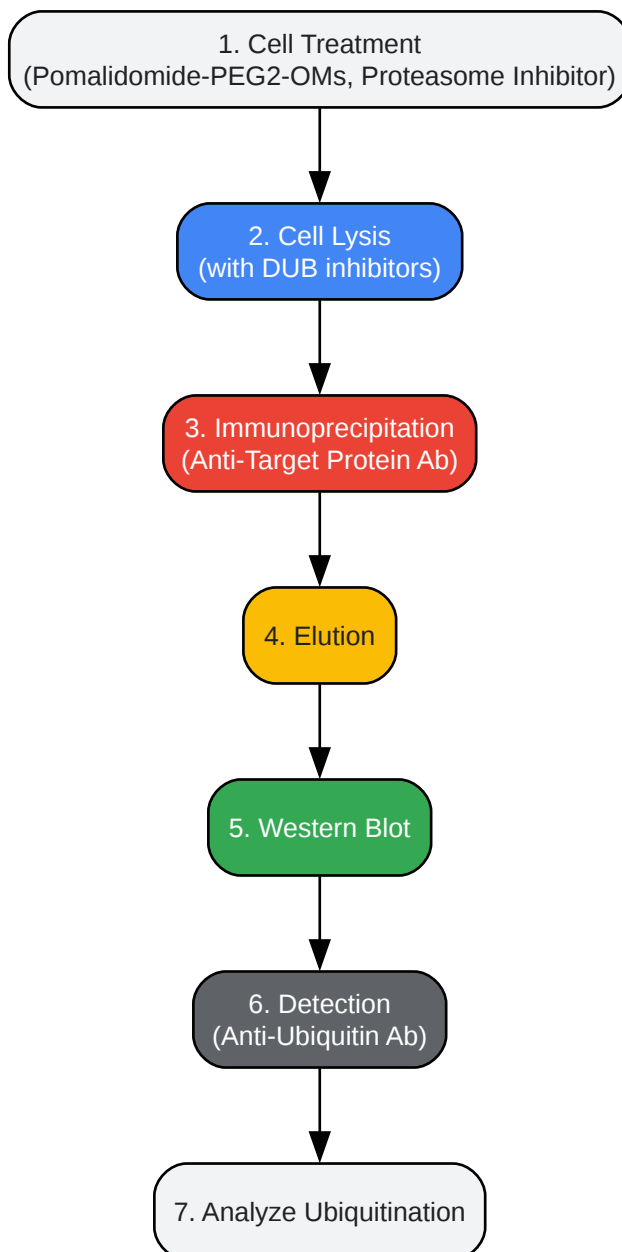 1. Cell Treatment
(Pomalidomide-PEG2-OMs, Proteasome Inhibitor)
2. Cell Lysis
(with DUB inhibitors)
3. Immunoprecipitation
(Anti-Target Protein Ab)
4. Elution
5. Western Blot
6. Detection
(Anti-Ubiquitin Ab)
7. Analyze Ubiquitination